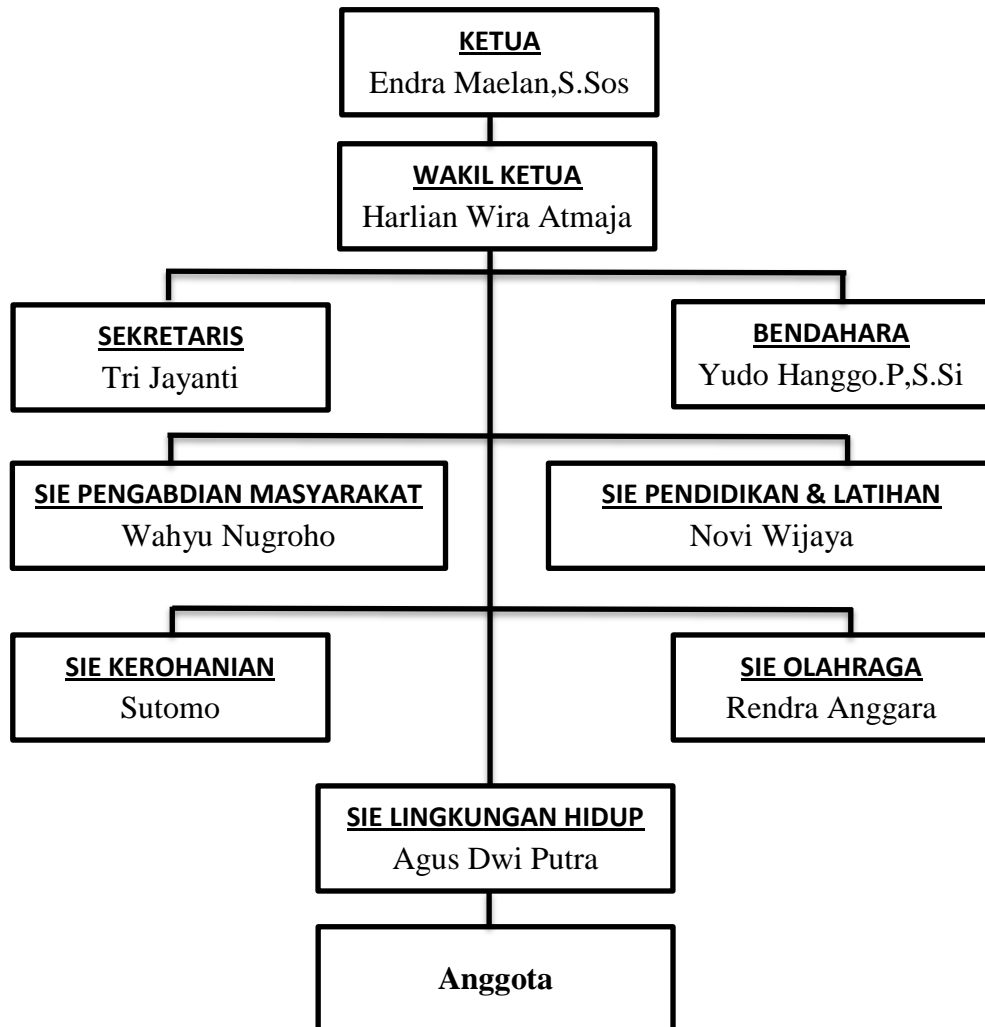 KETUA
Endra Maelan,S.Sos
WAKIL KETUA
Harlian Wira Atmaja
SEKRETARIS
Tri Jayanti
BENDAHARA
Yudo Hanggo.P,S.Si
SIE PENGABDIAN MASYARAKAT
Wahyu Nugroho
SIE PENDIDIKAN & LATIHAN
Novi Wijaya
SIE KEROHANIAN
Sutomo
SIE OLAHRAGA
Rendra Anggara
SIE LINGKUNGAN HIDUP
Agus Dwi Putra
Anggota